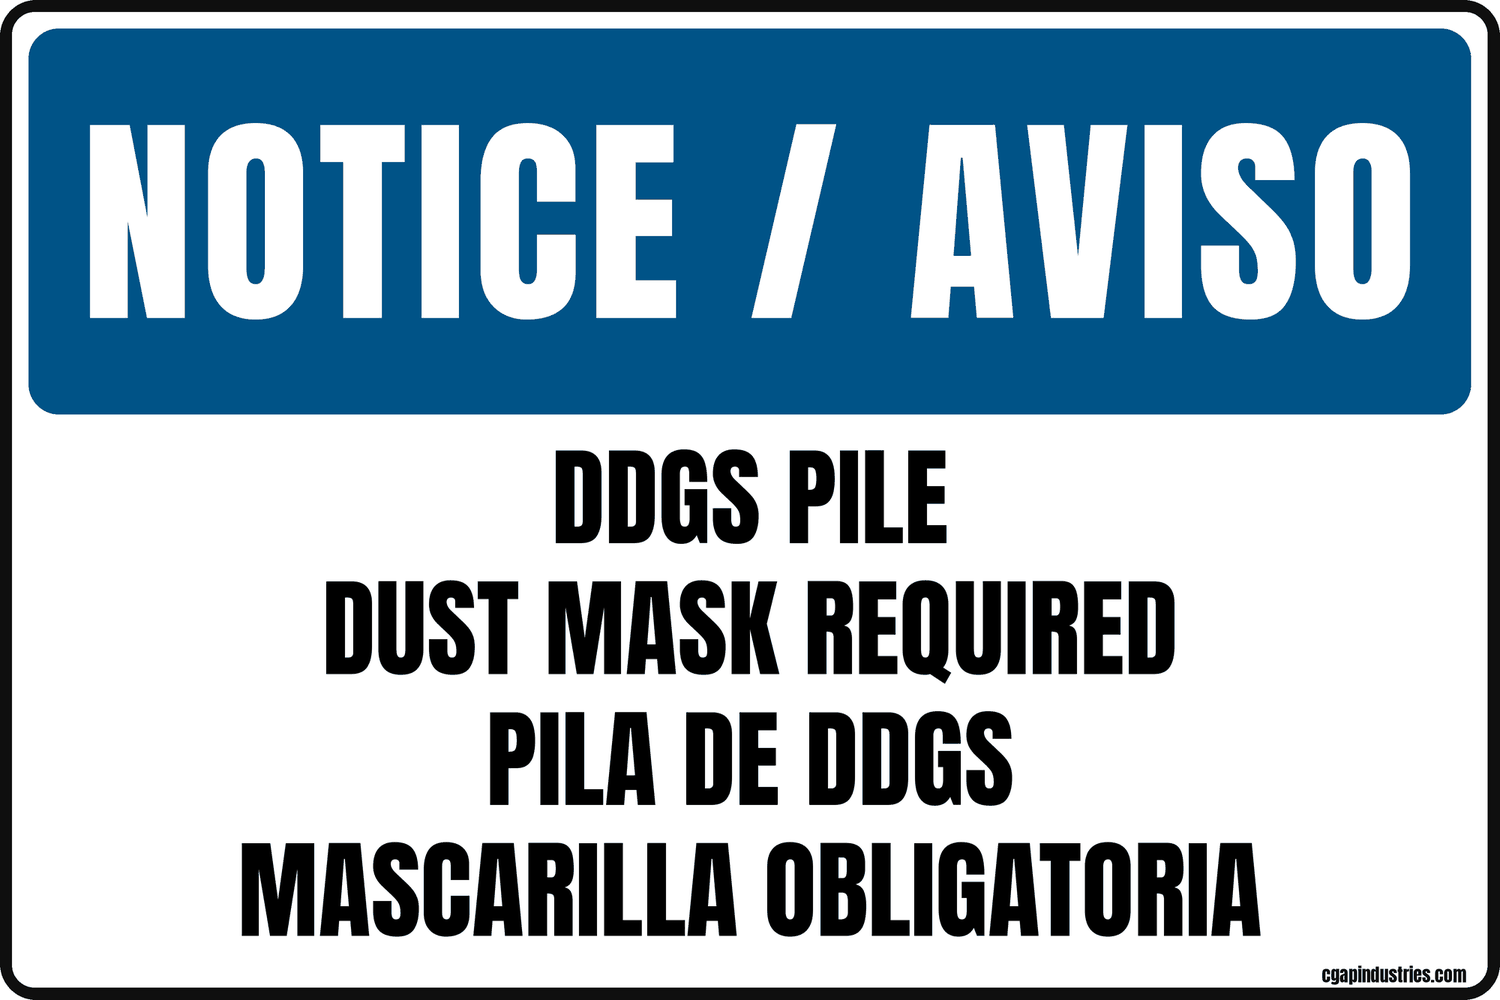 NOTICE / AVISO
DDGS PILE
DUST MASK REQUIRED
PILA DE DDGS
MASCARILLA OBLIGATORIA
cgapindustries.com